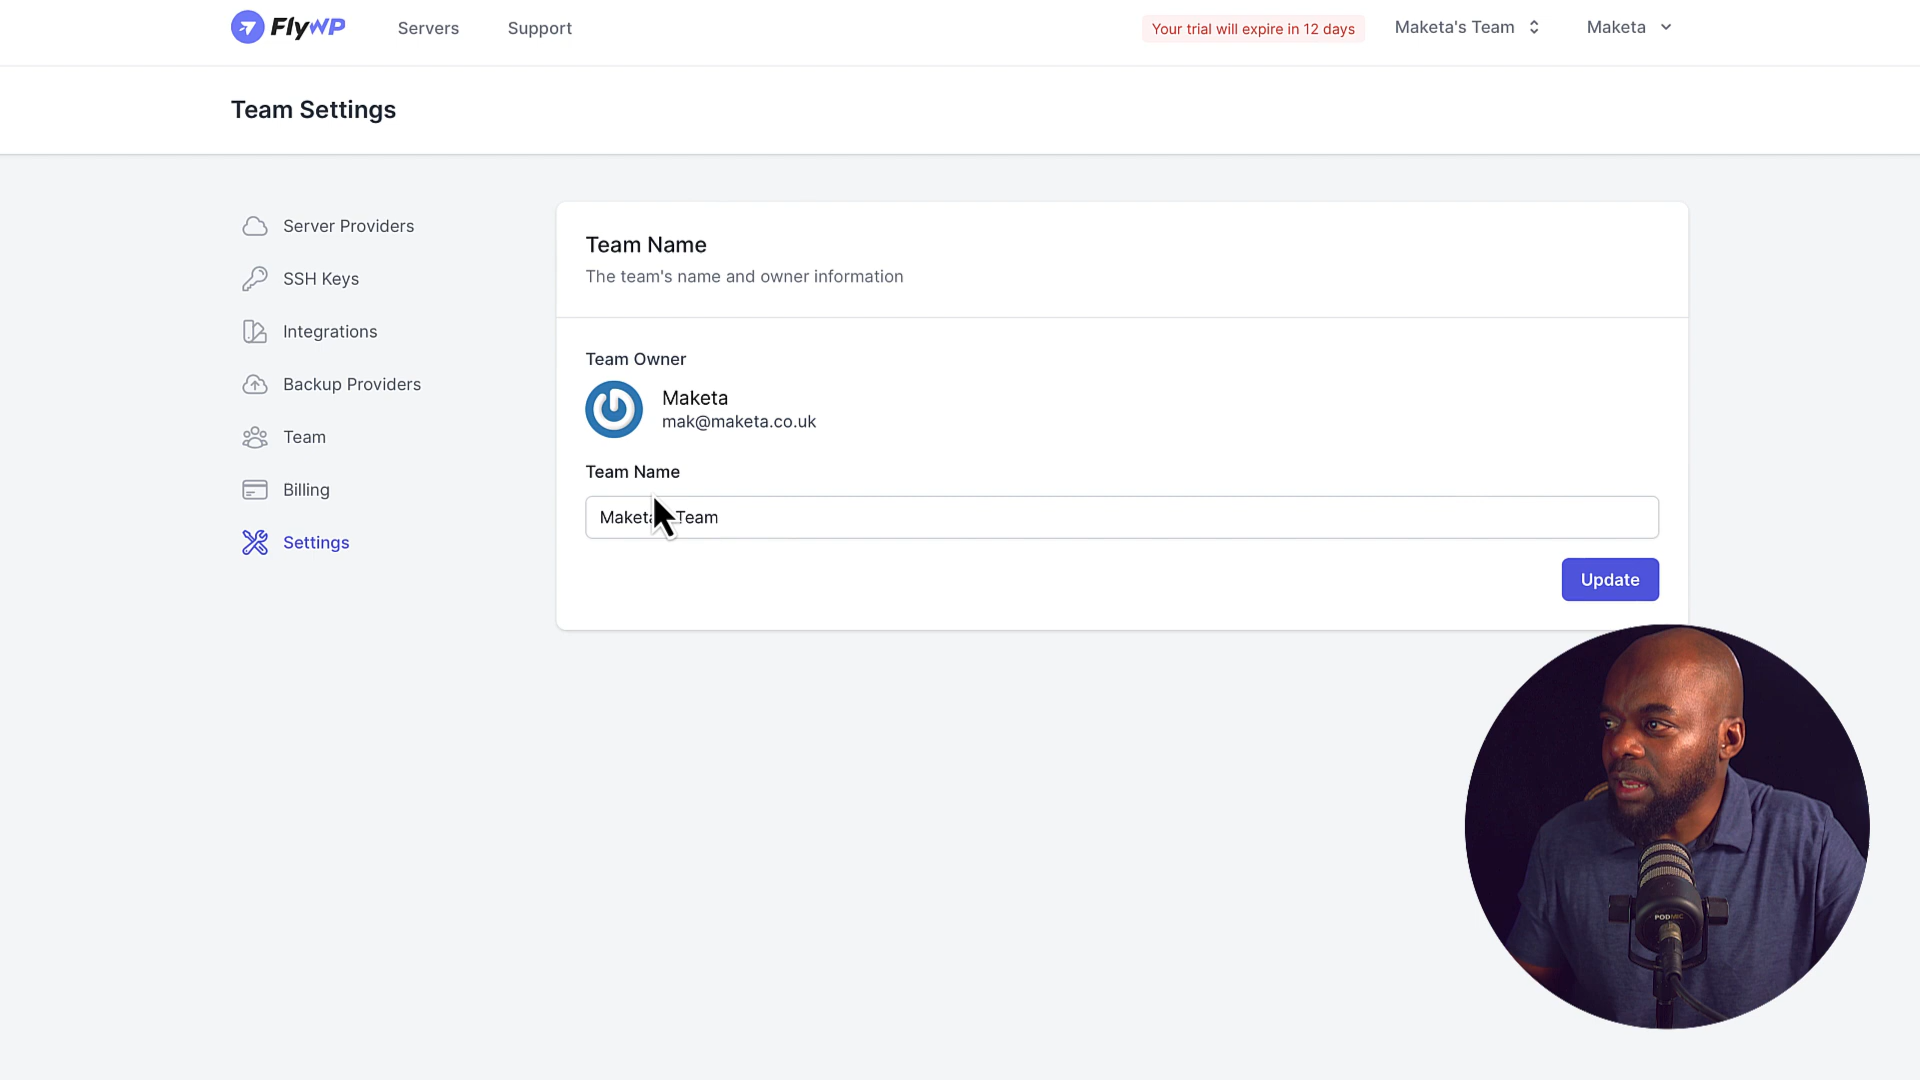 FlyWP
Servers
Support
Your trial will expire in 12 days
Maketa's Team
Maketa
Team Settings
Server Providers
SSH Keys
Integrations
Backup Providers
Team
Billing
Settings
Team Name
The team's name and owner information
Team Owner
Maketa
mak@maketa.co.uk
Team Name
Team
Update
PODMIC